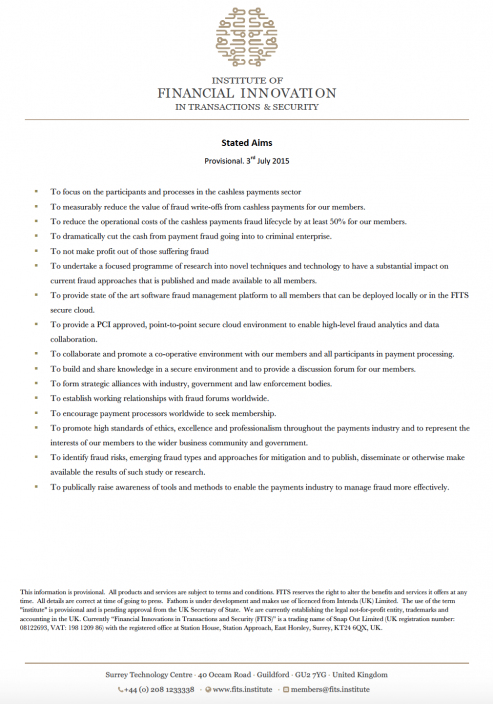 INSTITUTE OF
FINANCIAL INNOVATION
IN TRANSACTIONS & SECURITY
Stated Aims
Provisional. 3rd July 2015
▪ To focus on the participants and processes in the cashless payments sector
▪ To measurably reduce the value of fraud write-offs from cashless payments for our members.
▪ To reduce the operational costs of the cashless payments fraud lifecycle by at least 50% for our members.
▪ To dramatically cut the cash from payment fraud going into to criminal enterprise.
▪ To not make profit out of those suffering fraud
▪ To undertake a focused programme of research into novel techniques and technology to have a substantial impact on
current fraud approaches that is published and made available to all members.
▪ To provide state of the art software fraud management platform to all members that can be deployed locally or in the FITS
secure cloud.
▪ To provide a PCI approved, point-to-point secure cloud environment to enable high-level fraud analytics and data
collaboration.
▪ To collaborate and promote a co-operative environment with our members and all participants in payment processing.
▪ To build and share knowledge in a secure environment and to provide a discussion forum for our members.
▪ To form strategic alliances with industry, government and law enforcement bodies.
▪ To establish working relationships with fraud forums worldwide.
▪ To encourage payment processors worldwide to seek membership.
▪ To promote high standards of ethics, excellence and professionalism throughout the payments industry and to represent the
interests of our members to the wider business community and government.
▪ To identify fraud risks, emerging fraud types and approaches for mitigation and to publish, disseminate or otherwise make
available the results of such study or research.
▪ To publically raise awareness of tools and methods to enable the payments industry to manage fraud more effectively.
This information is provisional. All products and services are subject to terms and conditions. FITS reserves the right to alter the benefits and services it offers at any
time. All details are correct at time of going to press. Fathom is under development and makes use of licenced from Intenda (UK) Limited. The use of the term
"institute" is provisional and is pending approval from the UK Secretary of State. We are currently establishing the legal not-for-profit entity, trademarks and
accounting in the UK. Currently "Financial Innovations in Transactions and Security (FITS)" is a trading name of Snap Out Limited (UK registration number:
08122693, VAT: 198 1209 86) with the registered office at Station House, Station Approach, East Horsley, Surrey, KT24 6QX, UK.
Surrey Technology Centre · 40 Occam Road · Guildford · GU2 7YG · United Kingdom
+44 (0) 208 1233338 · www.fits.institute · members@fits.institute